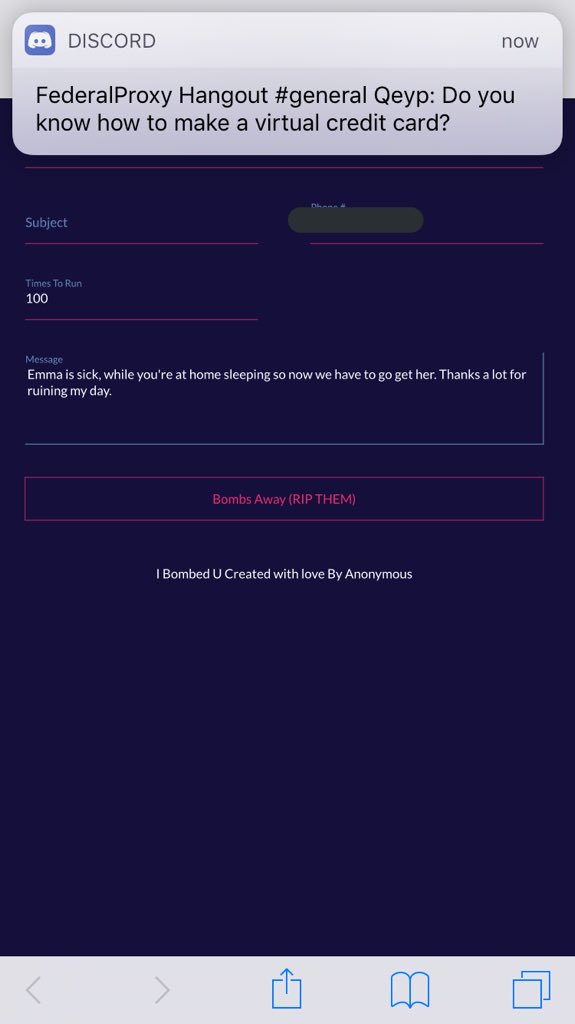 DISCORD
now
FederalProxy Hangout #general Qeyp: Do you
know how to make a virtual credit card?
Subject
Phone #
Times To Run
100
Message
Emma is sick, while you're at home sleeping so now we have to go get her. Thanks a lot for
ruining my day.
Bombs Away (RIP THEM)
I Bombed U Created with love By Anonymous